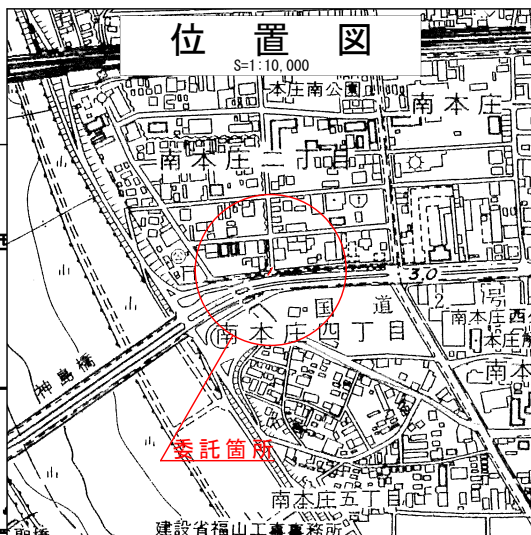 位置図
S=1:10,000
本庄南公園
南本庄
南本庄二丁目
3.0
国道
2号
南本庄四丁目
南本庄西
神島橋
南本
委託箇所
南本庄五丁目
建設省福山工事事務所